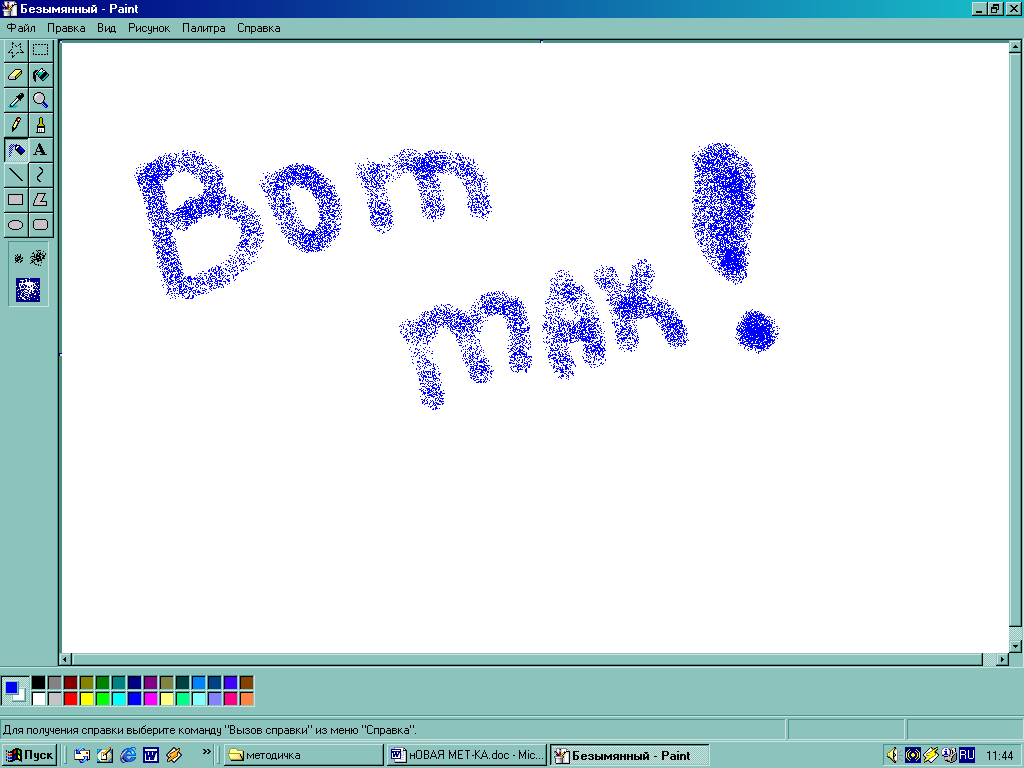 Безымянный - Paint
Файл Правка Вид Рисунок Палитра Справка
A
Вот
так!
Для получения справки выберите команду "Вызов справки" из меню "Справка".
Пуск W » методичка W нОВАЯ МЕТ-КА.doc - Mic... Безымянный - Paint RU 11:44